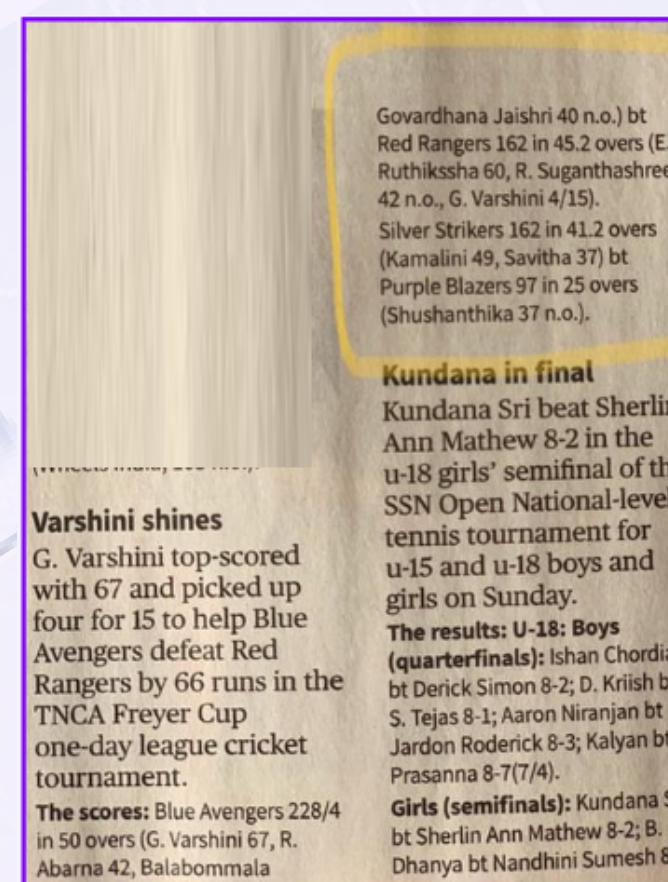 Varshini shines
G. Varshini top-scored
with 67 and picked up
four for 15 to help Blue
Avengers defeat Red
Rangers by 66 runs in the
TNCA Freyer Cup
one-day league cricket
tournament.
The scores: Blue Avengers 228/4
in 50 overs (G. Varshini 67, R.
Abarna 42, Balabommala
Govardhana Jaishri 40 n.o.) bt
Red Rangers 162 in 45.2 overs (E.
Ruthikssha 60, R. Suganthashree
42 n.o., G. Varshini 4/15).
Silver Strikers 162 in 41.2 overs
(Kamalini 49, Savitha 37) bt
Purple Blazers 97 in 25 overs
(Shushanthika 37 n.o.).
Kundana in final
Kundana Sri beat
Ann Mathew 8-2 in the
u-18 girls' semifinal of
SSN Open
tennis tournament for
u-15 and u-18 boys and
girls on Sunday.
The results: U-18: Boys
(quarterfinals): Ishan
bt Derick Simon 8-2; D. Kriish
S. Tejas 8-1; Aaron Niranjan bt
Jardon Roderick 8-3; Kalyan bt
Prasanna 8-7(7/4).
Girls (semifinals): Kundana
bt Sherlin Ann Mathew 8-2; B.
Dhanya bt Nandhini Sumesh